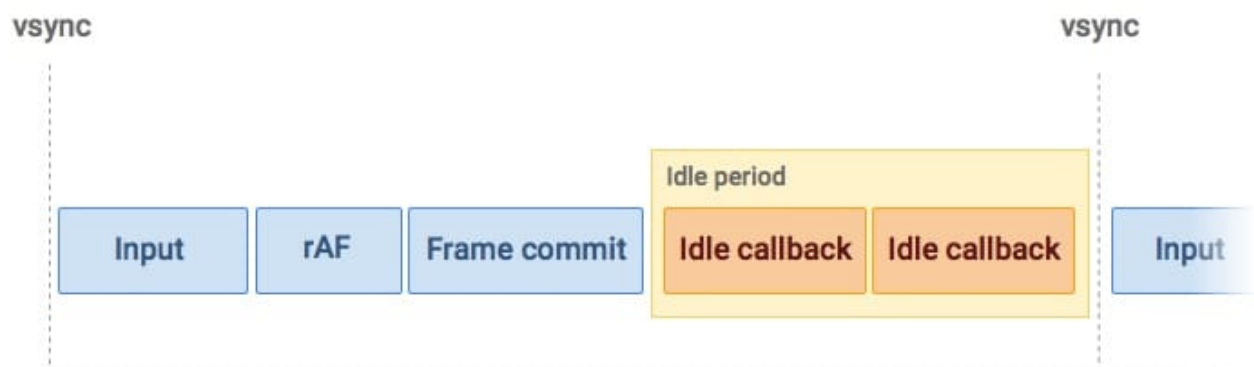 vsync
vsync
Idle period
Input
rAF
Frame commit
Idle callback
Idle callback
Input